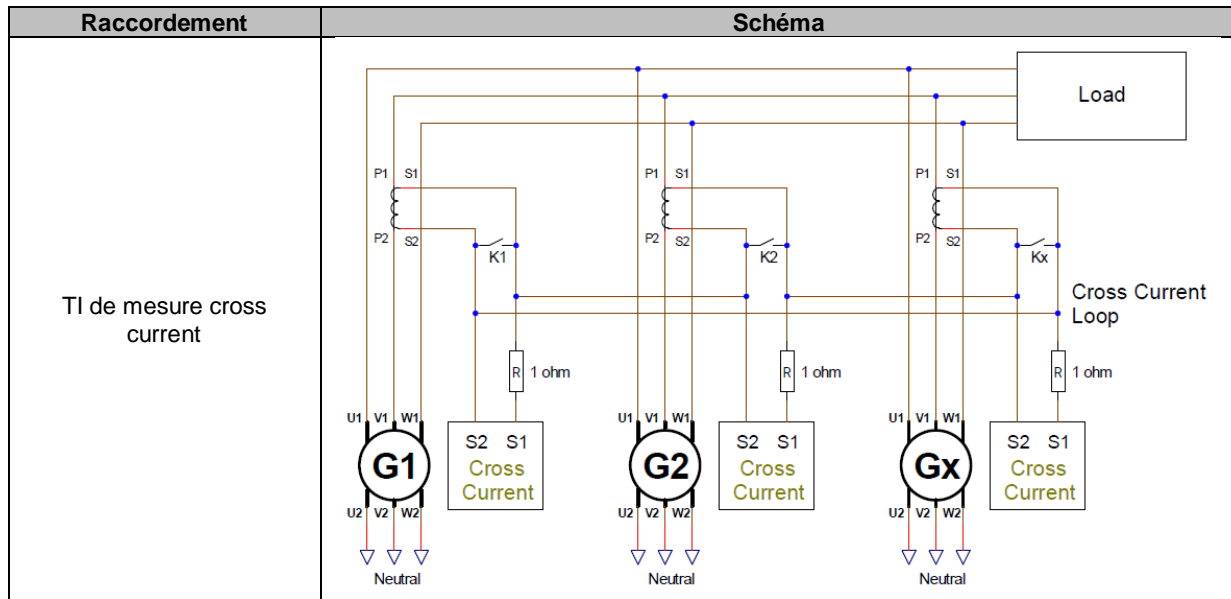 Raccordement Schéma
TI de mesure cross
current
Load
P1 S1 P1 S1 P1 S1
P2 S2 P2 S2 P2 S2
K1 K2 Kx
Cross Current
Loop
R 1 ohm R 1 ohm R 1 ohm
U1 V1 W1 U1 V1 W1 U1 V1 W1
S2 S1 S2 S1 S2 S1
G1 Cross G2 Cross Gx Cross
Current Current Current
U2 V2 W2 U2 V2 W2 U2 V2 W2
Neutral Neutral Neutral